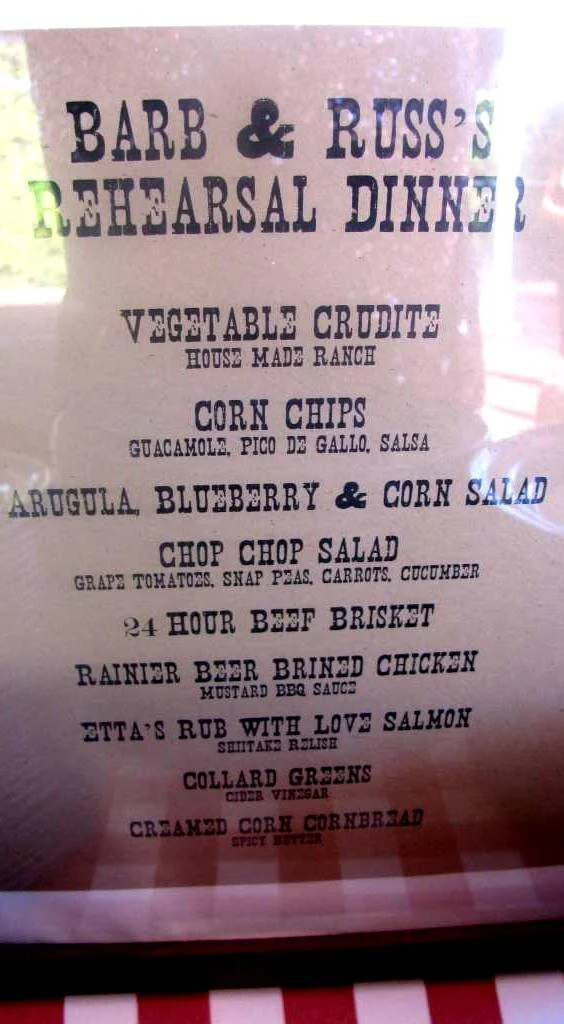 BARB & RUSS'S
REHEARSAL DINNER
VEGETABLE CRUDITE
HOUSE MADE RANCH
CORN CHIPS
GUACAMOLE, PICO DE GALLO, SALSA
ARUGULA, BLUEBERRY & CORN SALAD
CHOP CHOP SALAD
GRAPE TOMATOES, SNAP PEAS, CARROTS, CUCUMBER
24 HOUR BEEF BRISKET
RAINIER BEER BRINED CHICKEN
MUSTARD BBQ SAUCE
ETTA'S RUB WITH LOVE SALMON
SHIITAKE RELISH
COLLARD GREENS
CIDER VINEGAR
CREAMED CORN CORNBREAD
SPICY BUTTER